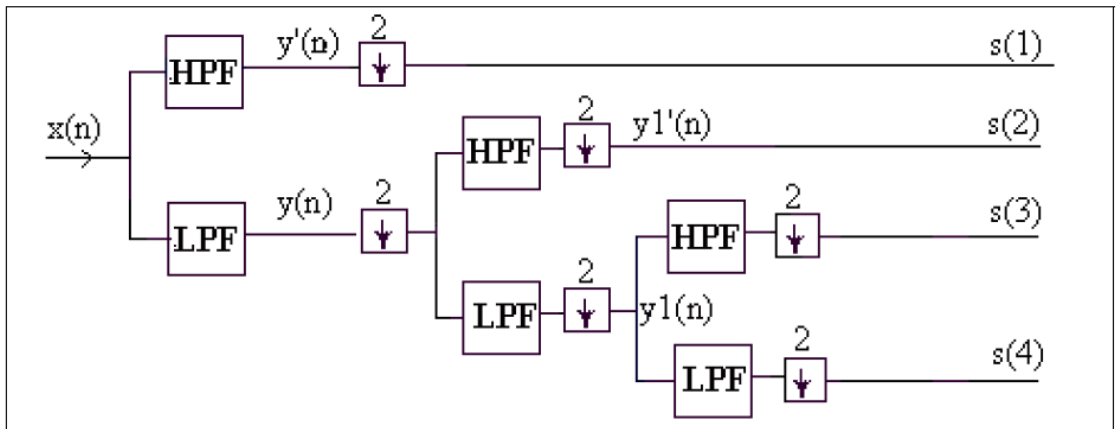 y'(n)
2
s(1)
HPF
x(n)
2
y1'(n)
s(2)
HPF
y(n)
2
LPF
2
s(3)
HPF
2
LPF
y1(n)
2
s(4)
LPF